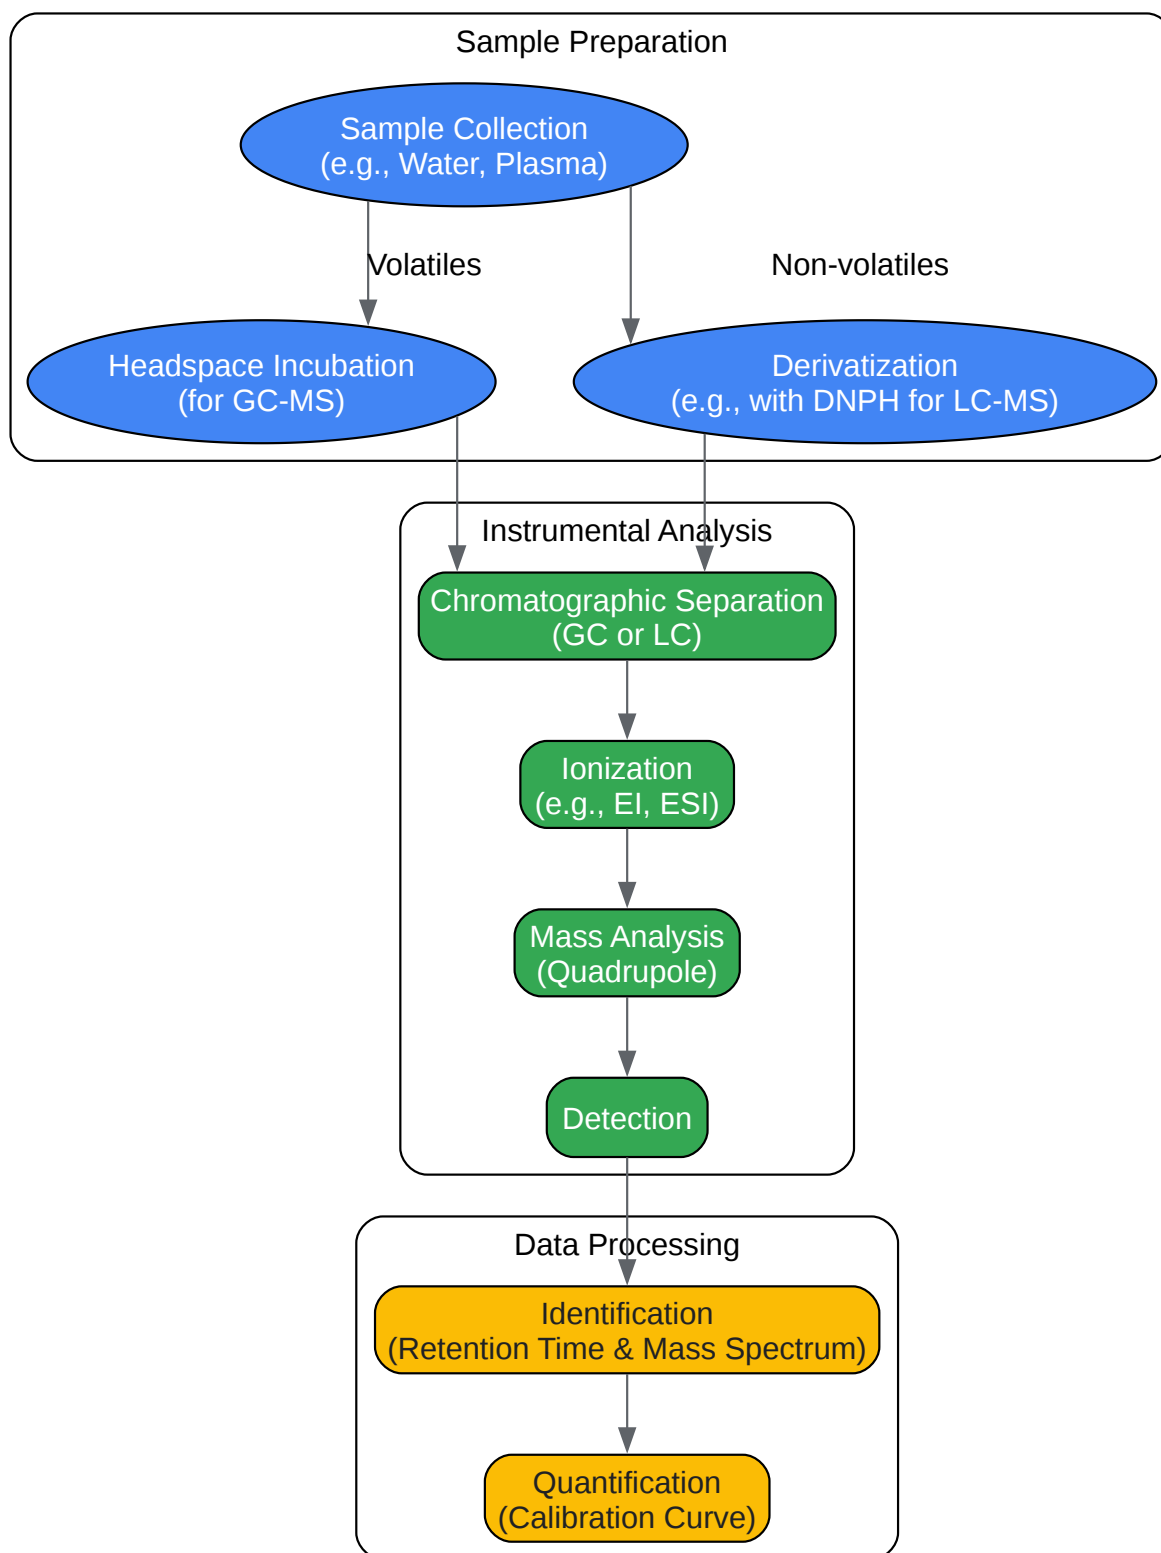 Sample Preparation
Sample Collection
(e.g., Water, Plasma)
Volatiles
Non-volatiles
Headspace Incubation
(for GC-MS)
Derivatization
(e.g., with DNPH for LC-MS)
Instrumental Analysis
Chromatographic Separation
(GC or LC)
Ionization
(e.g., EI, ESI)
Mass Analysis
(Quadrupole)
Detection
Data Processing
Identification
(Retention Time & Mass Spectrum)
Quantification
(Calibration Curve)